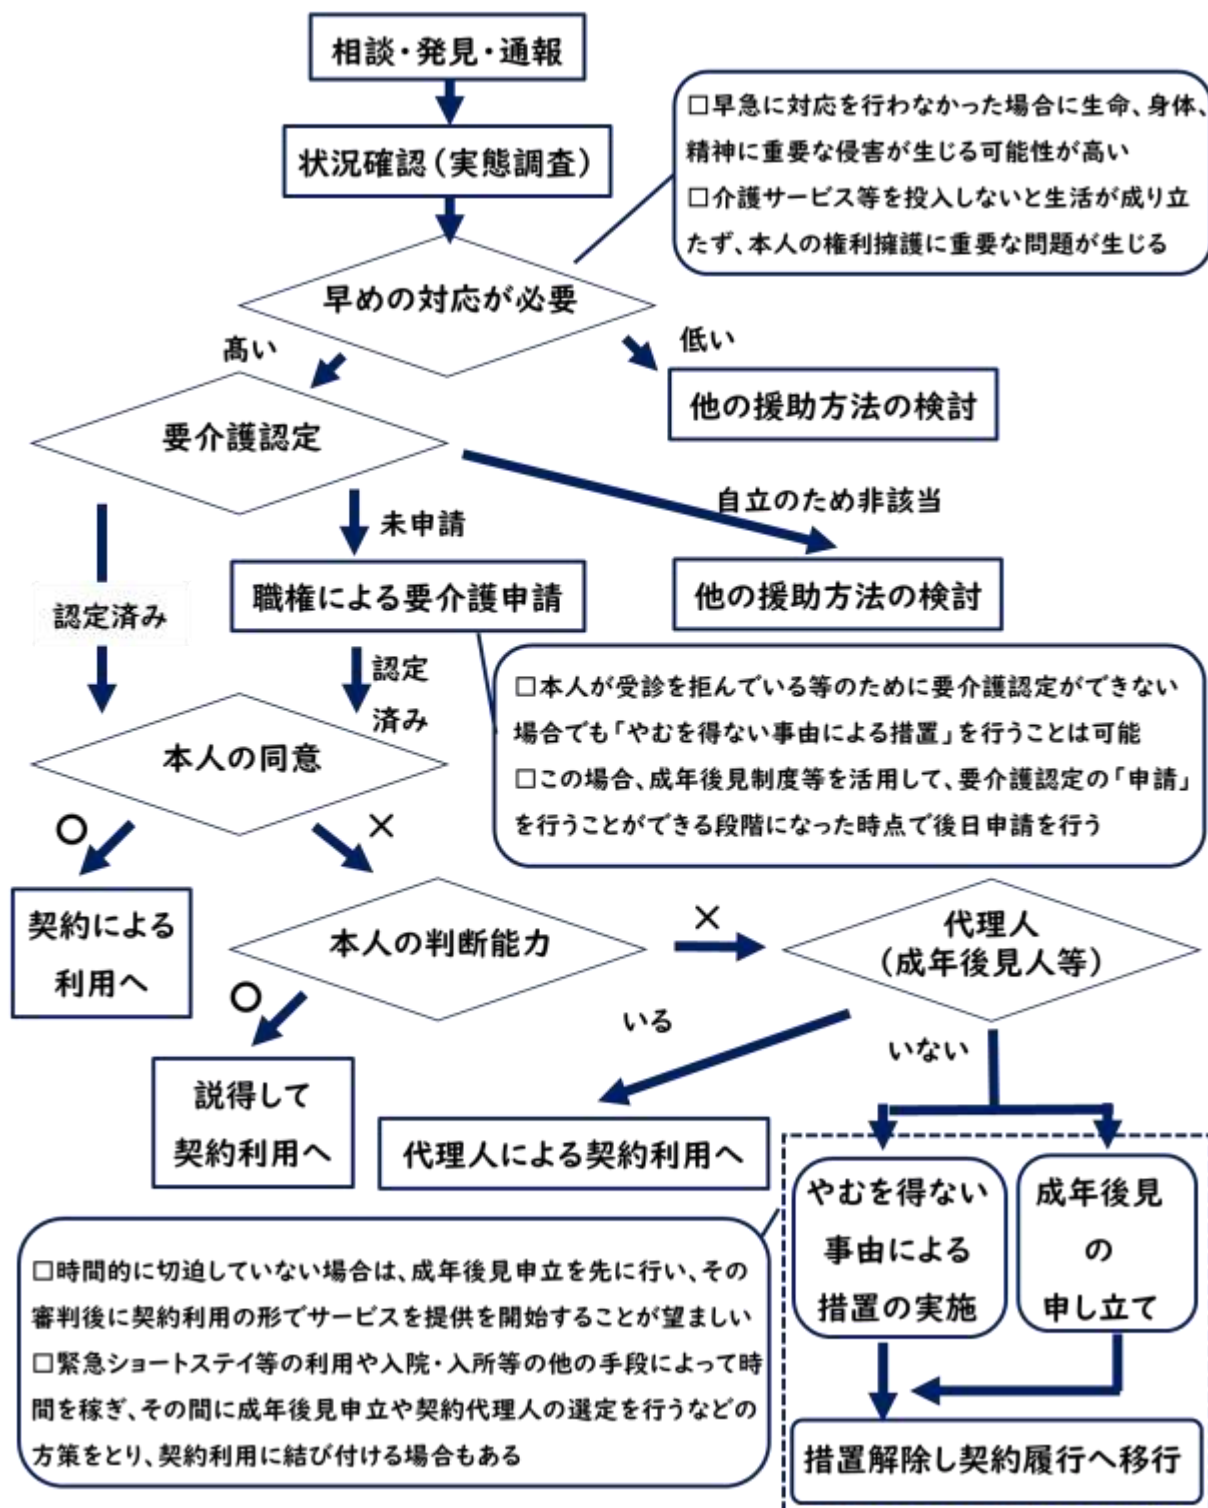 相談・発見・通報
状況確認（実態調査）
□早急に対応を行わなかった場合に生命、身体、
精神に重要な侵害が生じる可能性が高い
□介護サービス等を投入しないと生活が成り立
たず、本人の権利擁護に重要な問題が生じる
早めの対応が必要
髙い
低い
他の援助方法の検討
要介護認定
自立のため非該当
未申請
認定済み
職権による要介護申請
他の援助方法の検討
認定
済み
□本人が受診を拒んでいる等のために要介護認定ができない
場合でも「やむを得ない事由による措置」を行うことは可能
□この場合、成年後見制度等を活用して、要介護認定の「申請」
を行うことができる段階になった時点で後日申請を行う
本人の同意
○
×
契約による
利用へ
本人の判断能力
×
代理人
（成年後見人等）
○
いる
いない
説得して
契約利用へ
代理人による契約利用へ
やむを得ない
事由による
措置の実施
成年後見
の
申し立て
□時間的に切迫していない場合は、成年後見申立を先に行い、その
審判後に契約利用の形でサービスを提供を開始することが望ましい
□緊急ショートステイ等の利用や入院・入所等の他の手段によって時
間を稼ぎ、その間に成年後見申立や契約代理人の選定を行うなどの
方策をとり、契約利用に結び付ける場合もある
措置解除し契約履行へ移行